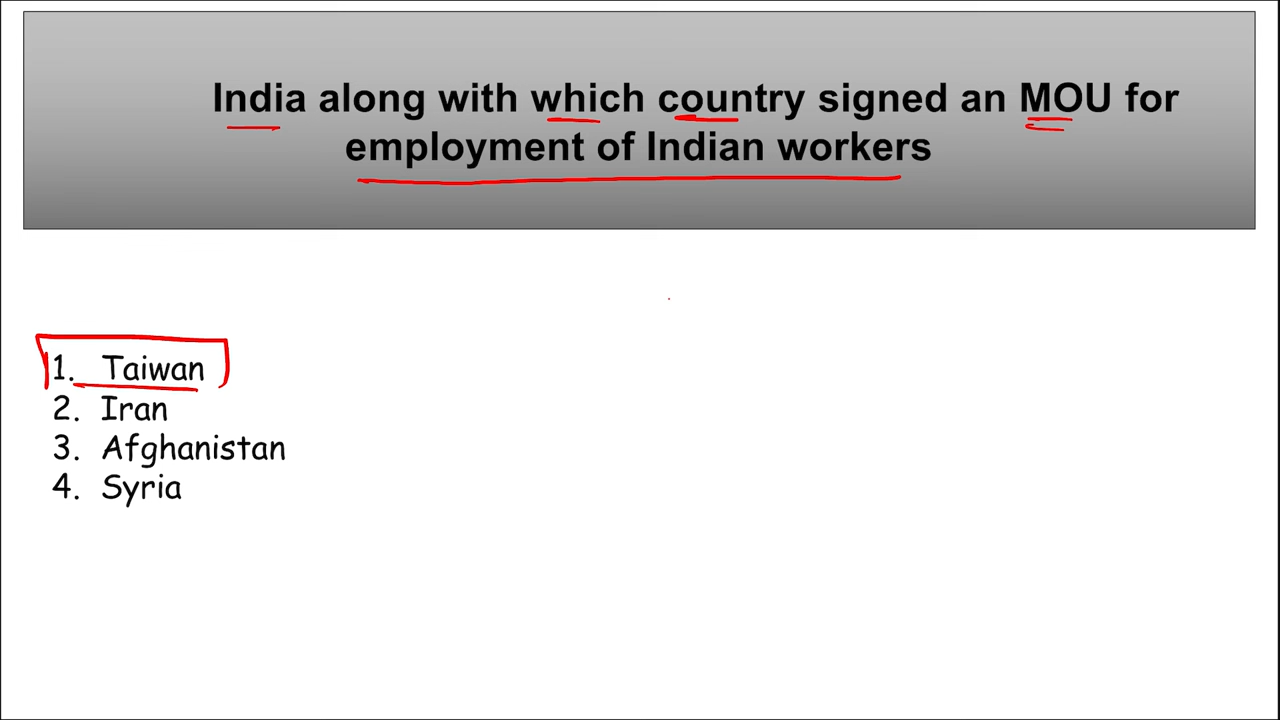 India along with which country signed an MOU for
employment of Indian workers
1. Taiwan
2. Iran
3. Afghanistan
4. Syria